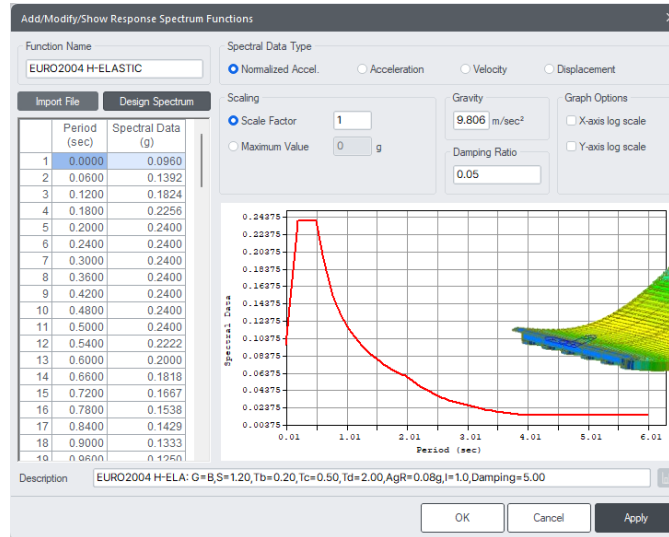 Add/Modify/Show Response Spectrum Functions
Function Name
EURO2004 H-ELASTIC
Import File Design Spectrum
Spectral Data Type
Normalized Accel. Acceleration Velocity Displacement
Scaling
Scale Factor 1
Maximum Value 0 g
Gravity
9.806 m/sec²
Damping Ratio
0.05
Graph Options
X-axis log scale
Y-axis log scale
Period (sec) Spectral Data (g)
1 0.0000 0.0960
2 0.0600 0.1392
3 0.1200 0.1824
4 0.1800 0.2256
5 0.2000 0.2400
6 0.2400 0.2400
7 0.3000 0.2400
8 0.3600 0.2400
9 0.4200 0.2400
10 0.4800 0.2400
11 0.5000 0.2400
12 0.5400 0.2222
13 0.6000 0.2000
14 0.6600 0.1818
15 0.7200 0.1667
16 0.7800 0.1538
17 0.8400 0.1429
18 0.9000 0.1333
19 0.9600 0.1250
Spectral Data
0.24375
0.22375
0.20375
0.18375
0.16375
0.14375
0.12375
0.10375
0.08375
0.06375
0.04375
0.02375
0.00375
0.01 1.01 2.01 3.01 4.01 5.01 6.01
Period (sec)
Description EURO2004 H-ELA: G=B,S=1.20,Tb=0.20,Tc=0.50,Td=2.00,AgR=0.08g,I=1.0,Damping=5.00
OK Cancel Apply